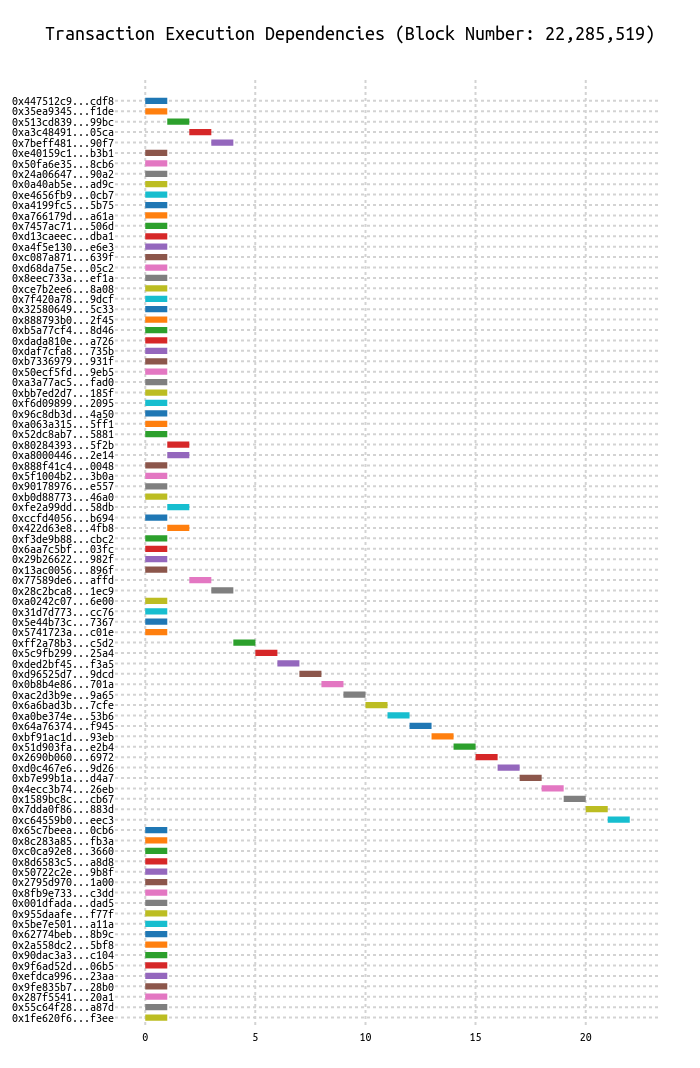 Transaction Execution Dependencies (Block Number: 22,285,519)
0x447512c9...cdf8
0x35ea9345...f1de
0x513cd839...99bc
0xa3c48491...05ca
0x7beff481...90f7
0xe40159c1...b3b1
0x50fa6e35...8cb6
0x24a06647...90a2
0x0a40ab5e...ad9c
0xe4656fb9...0cb7
0xa4199fc5...5b75
0xa766179d...a61a
0x7457ac71...506d
0xd13caeec...dba1
0xa4f5e130...e6e3
0xc087a871...639f
0xd68da75e...05c2
0x8eec733a...ef1a
0xce7b2ee6...8a08
0x7f420a78...9dcf
0x32580649...5c33
0x888793b0...2f45
0xb5a77cf4...8d46
0xdada810e...a726
0xdaf7cfa8...735b
0xb7336979...931f
0x50ecf5fd...9eb5
0xa3a77ac5...fad0
0xbb7ed2d7...185f
0xf6d09899...2095
0x96c8db3d...4a50
0xa063a315...5ff1
0x52dc8ab7...5881
0x80284393...5f2b
0xa8000446...2e14
0x888f41c4...0048
0x5f1004b2...3b0a
0x90178976...e557
0xb0d88773...46a0
0xfe2a99dd...58db
0xccfd4056...b694
0x422d63e8...4fb8
0xf3de9b88...cbc2
0x6aa7c5bf...03fc
0x29b26622...982f
0x13ac0056...896f
0x77589de6...affd
0x28c2bca8...1ec9
0xa0242c07...6e00
0x31d7d773...cc76
0x5e44b73c...7367
0x5741723a...c01e
0xff2a78b3...c5d2
0x5c9fb299...25a4
0xded2bf45...f3a5
0xd96525d7...9dcd
0x0b8b4e86...701a
0xac2d3b9e...9a65
0x6a6bad3b...7cfe
0xa0be374e...53b6
0x64a76374...f945
0xbf91ac1d...93eb
0x51d903fa...e2b4
0x2690b060...6972
0xd0c467e6...9d26
0xb7e99b1a...d4a7
0x4ecc3b74...26eb
0x1589bc8c...cb67
0x7dda0f86...883d
0xc64559b0...eec3
0x65c7beea...0cb6
0x8c283a85...fb3a
0xc0ca92e8...3660
0x8d6583c5...a8d8
0x50722c2e...9b8f
0x2795d970...1a00
0x8fb9e733...c3dd
0x001dfada...dad5
0x955daafe...f77f
0x5be7e501...a11a
0x62774beb...8b9c
0x2a558dc2...5bf8
0x90dac3a3...c104
0x9f6ad52d...06b5
0xefdca996...23aa
0x9fe835b7...28b0
0x287f5541...20a1
0x55c64f28...a87d
0x1fe620f6...f3ee
0 5 10 15 20